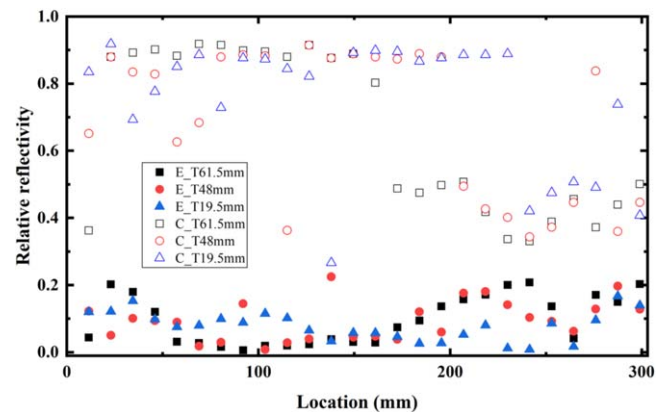 1.0
0.8
0.6
0.4
0.2
0.0
Relative reflectivity
E_T61.5mm
E_T48mm
E_T19.5mm
C_T61.5mm
C_T48mm
C_T19.5mm
0
100
200
300
Location (mm)